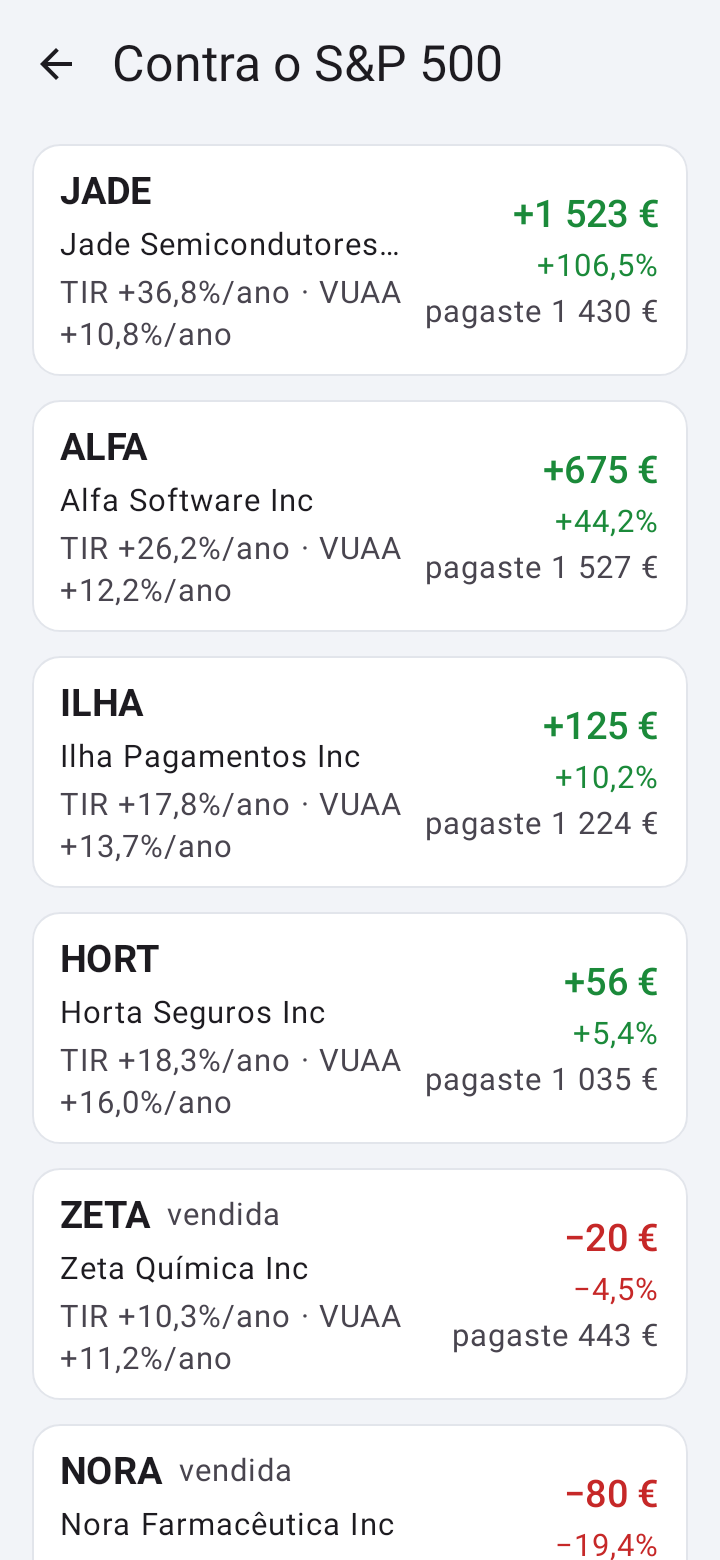 Contra o S&P 500
JADE
Jade Semicondutores…
TIR +36,8%/ano · VUAA
+10,8%/ano
+1 523 €
+106,5%
pagaste 1 430 €
ALFA
Alfa Software Inc
TIR +26,2%/ano · VUAA
+12,2%/ano
+675 €
+44,2%
pagaste 1 527 €
ILHA
Ilha Pagamentos Inc
TIR +17,8%/ano · VUAA
+13,7%/ano
+125 €
+10,2%
pagaste 1 224 €
HORT
Horta Seguros Inc
TIR +18,3%/ano · VUAA
+16,0%/ano
+56 €
+5,4%
pagaste 1 035 €
ZETA vendida
Zeta Química Inc
TIR +10,3%/ano · VUAA
+11,2%/ano
−20 €
−4,5%
pagaste 443 €
NORA vendida
Nora Farmacêutica Inc
−80 €
−19,4%